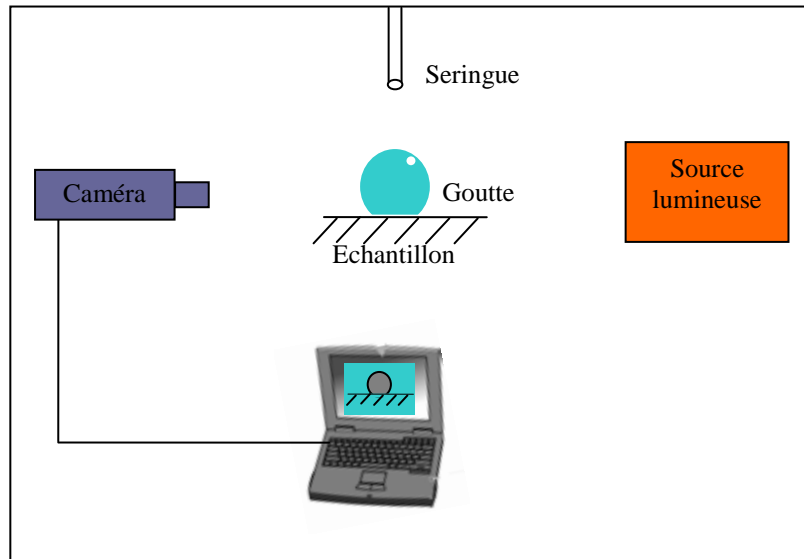 Seringue
Caméra
Goutte
Source
lumineuse
Echantillon